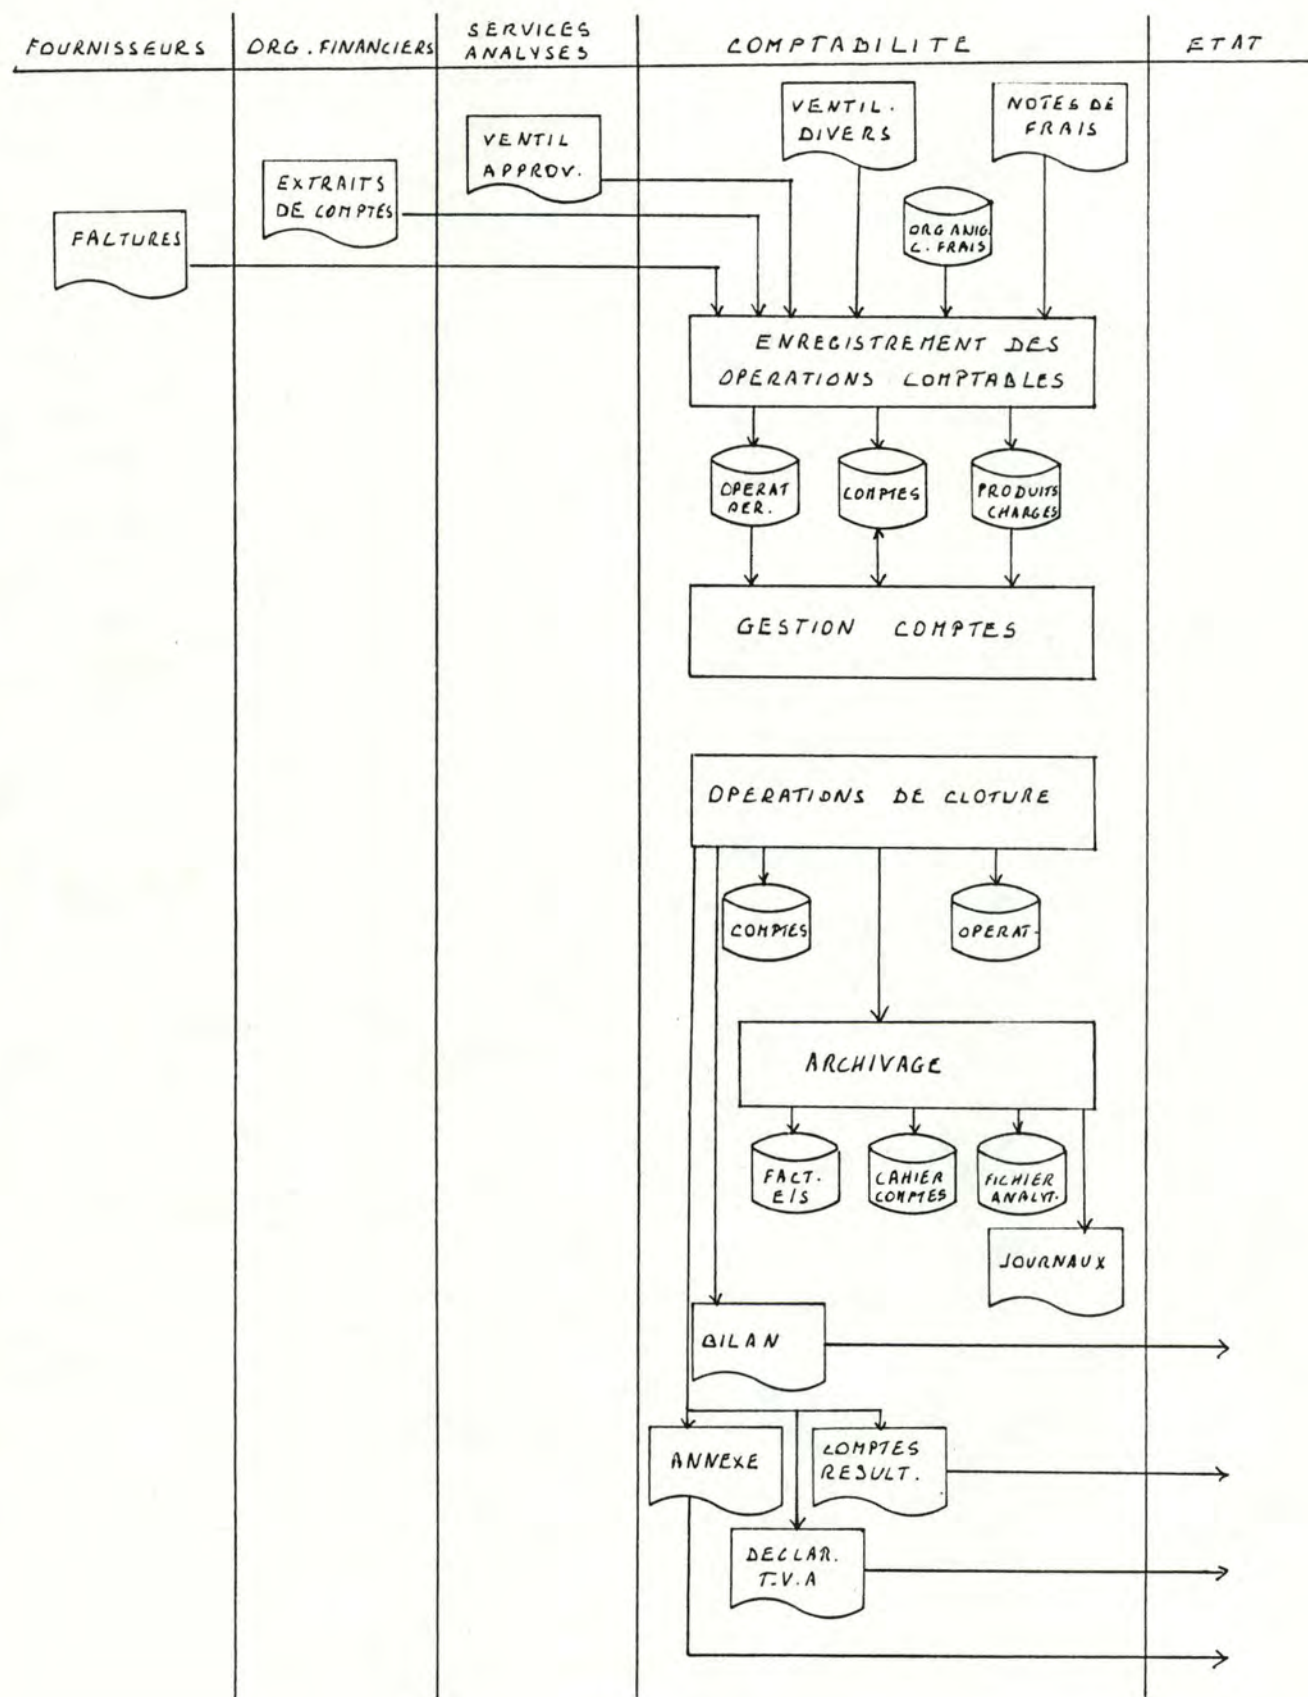 FOURNISSEURS
ORG. FINANCIERS
SERVICES
ANALYSES
COMPTABILITE
ETAT
VENTIL.
DIVERS
NOTES DE
FRAIS
VENTIL
APPROV.
EXTRAITS
DE COMPTES
ORGANIG.
C. FRAIS
FACTURES
ENREGISTREMENT DES
OPERATIONS COMPTABLES
OPERAT
PER.
COMPTES
PRODUITS
CHARGES
GESTION COMPTES
OPERATIONS DE CLOTURE
COMPTES
OPERAT.
ARCHIVAGE
FACT.
E/S
CAHIER
COMPTES
FICHIER
ANALYT.
JOURNAUX
BILAN
ANNEXE
COMPTES
RESULT.
DECLAR.
T.V.A